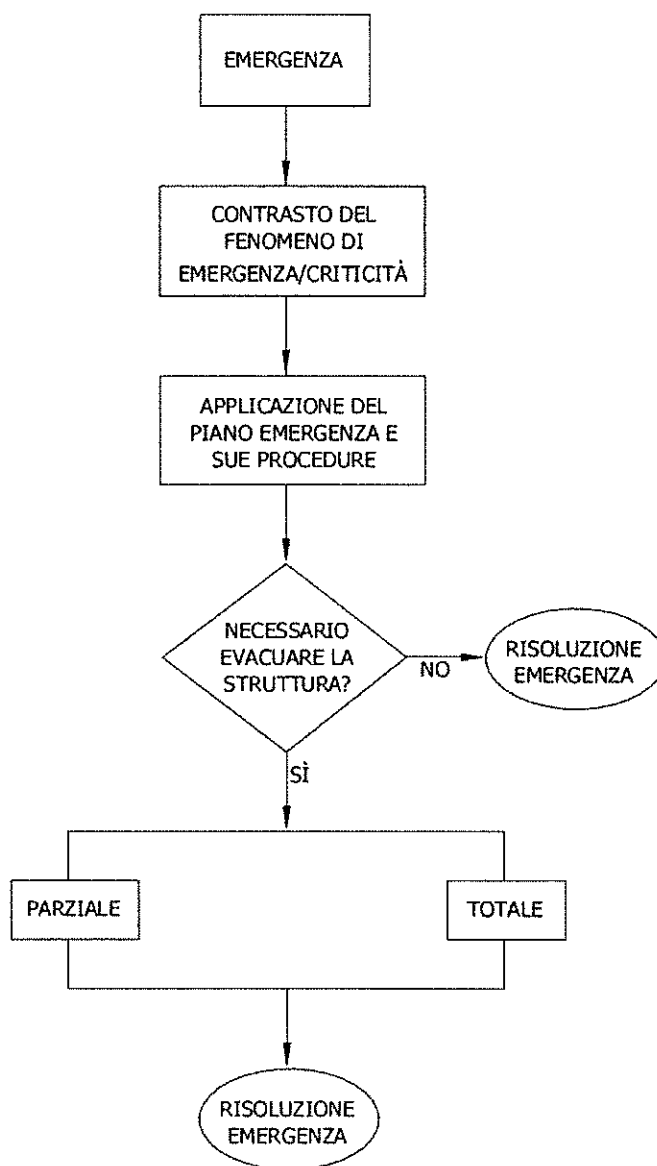 EMERGENZA
CONTRASTO DEL
FENOMENO DI
EMERGENZA/CRITICITÀ
APPLICAZIONE DEL
PIANO EMERGENZA E
SUE PROCEDURE
NECESSARIO
EVACUARE LA
STRUTTURA?
NO
RISOLUZIONE
EMERGENZA
SÌ
PARZIALE
TOTALE
RISOLUZIONE
EMERGENZA